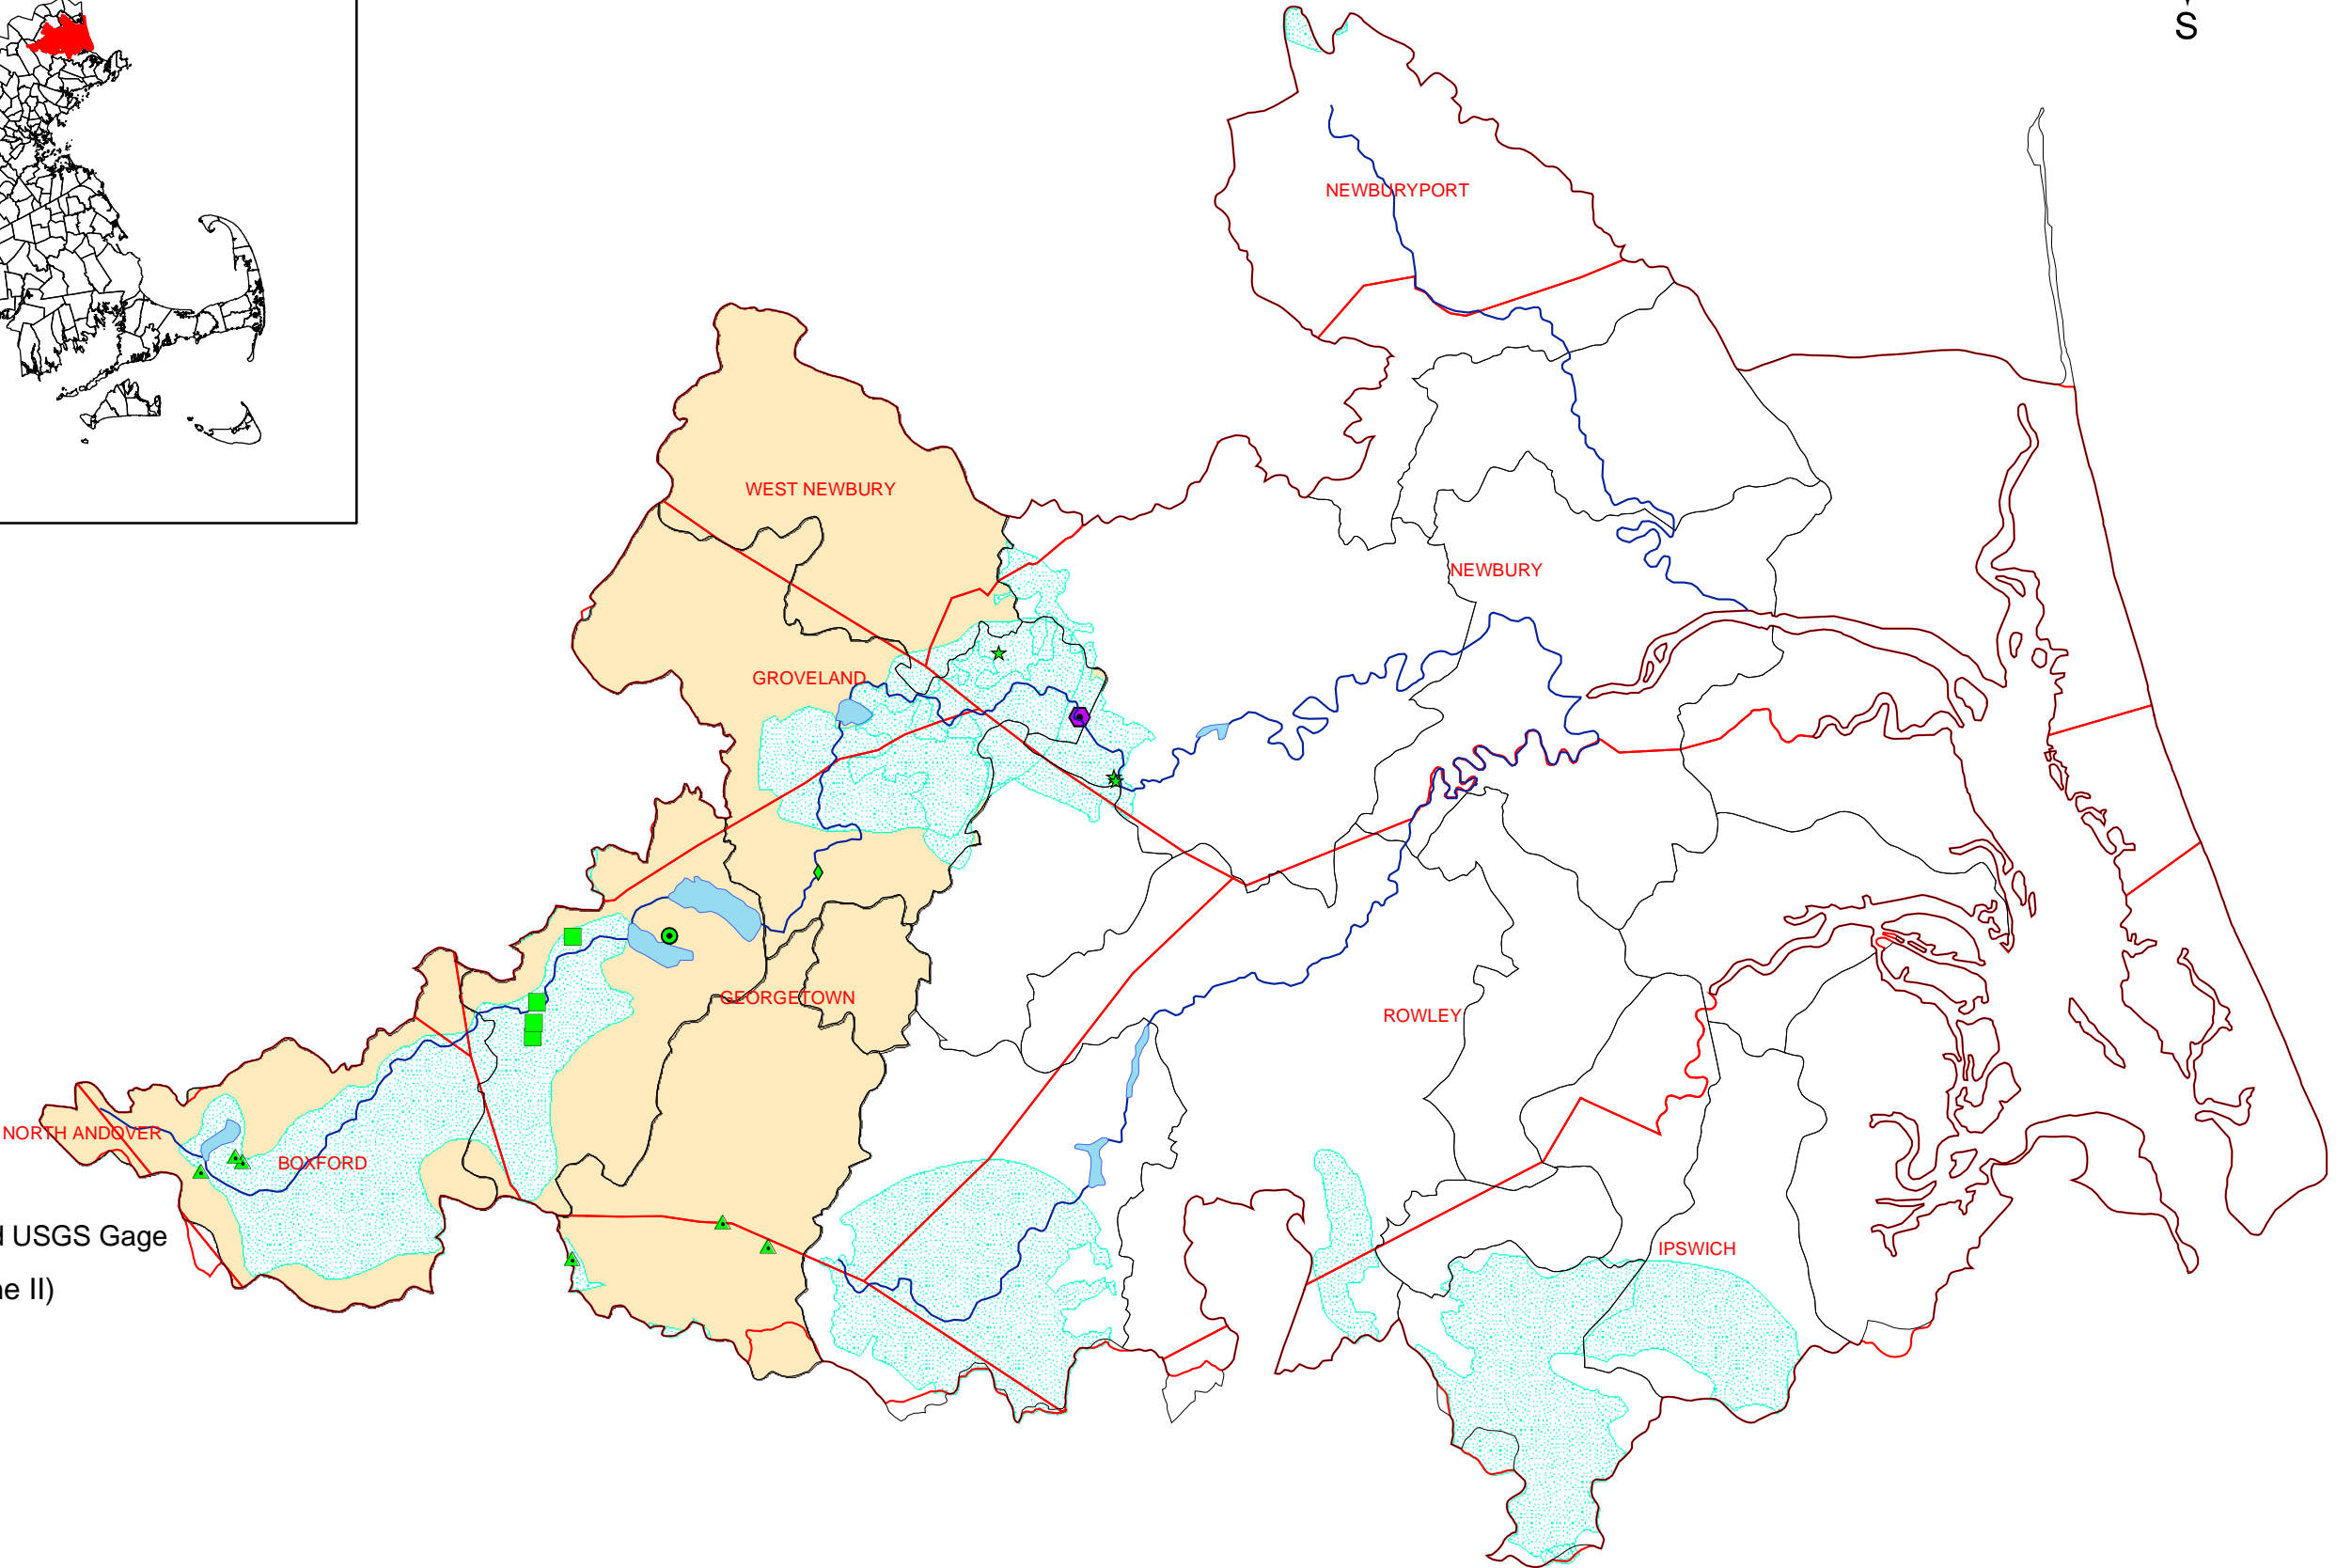 S
NEWBURYPORT
WEST NEWBURY
NEWBURY
GROVELAND
GEORGETOWN
ROWLEY
NORTH ANDOVER
BOXFORD
USGS Gage
IPSWICH
II)